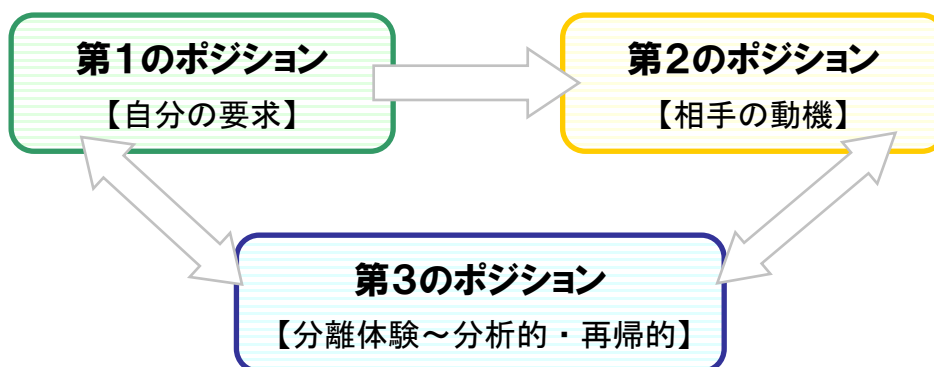 第1のポジション
【自分の要求】
第2のポジション
【相手の動機】
第3のポジション
【分離体験~分析的・再帰的】